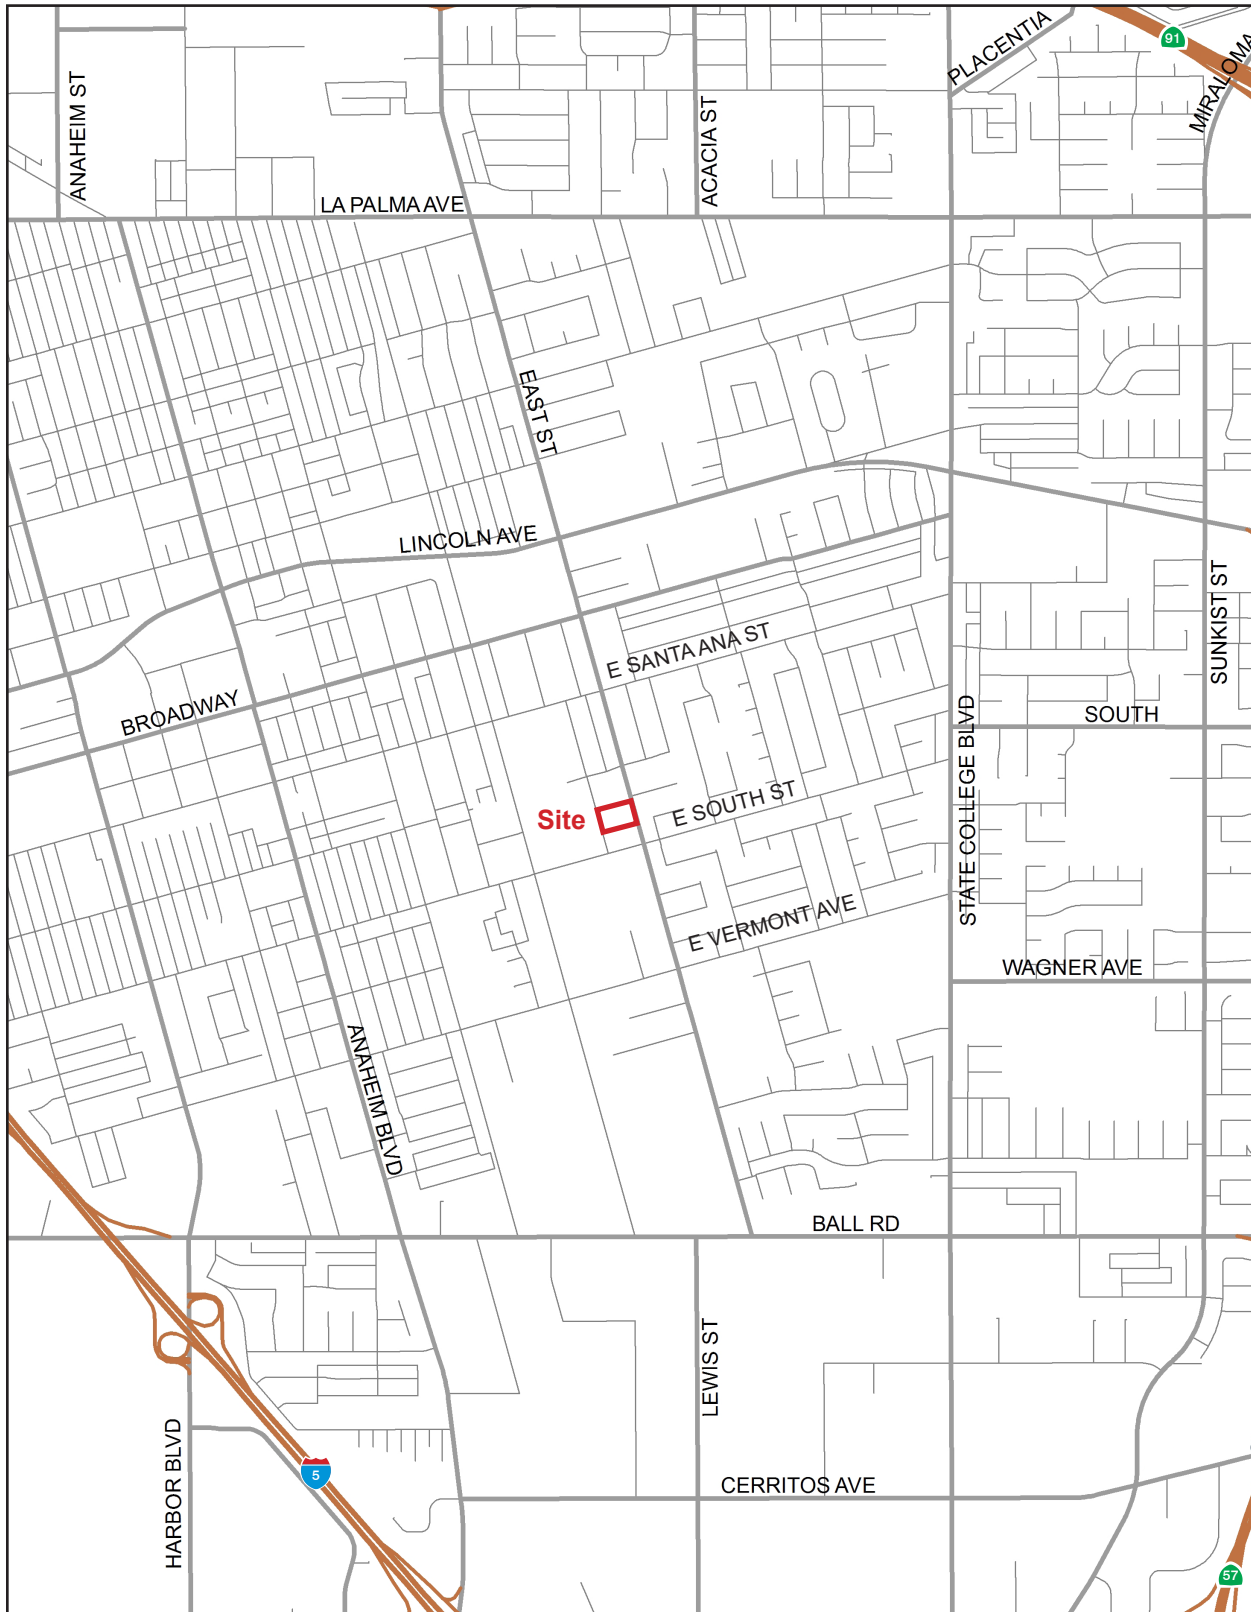 PLACENTIA
91
MIRALOMA
ANAHEIM ST
ACACIA ST
LA PALMA AVE
EAST ST
LINCOLN AVE
SUNKIST ST
E SANTA ANA ST
BROADWAY
SOUTH
STATE COLLEGE BLVD
E SOUTH ST
Site
E VERMONT AVE
WAGNER AVE
ANAHEIM BLVD
BALL RD
LEWIS ST
HARBOR BLVD
5
CERRITOS AVE
57